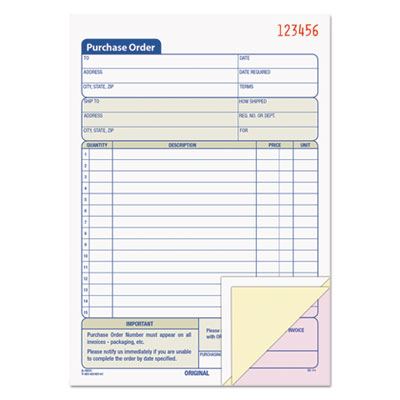 123456
Purchase Order
TO DATE
ADDRESS DATE REQUIRED
CITY, STATE, ZIP TERMS
SHIP TO HOW SHIPPED
ADDRESS REQ. NO. OR DEPT.
CITY, STATE, ZIP FOR
QUANTITY DESCRIPTION PRICE UNIT
1
2
3
4
5
6
7
8
9
10
11
12
13
14
15
IMPORTANT
Purchase Order Number must appear on all
invoices - packaging, etc.
Please notify us immediately if you are unable
to complete the order by date specified.
Please
INVOICE
with OR
PURCHASING
ORIGINAL